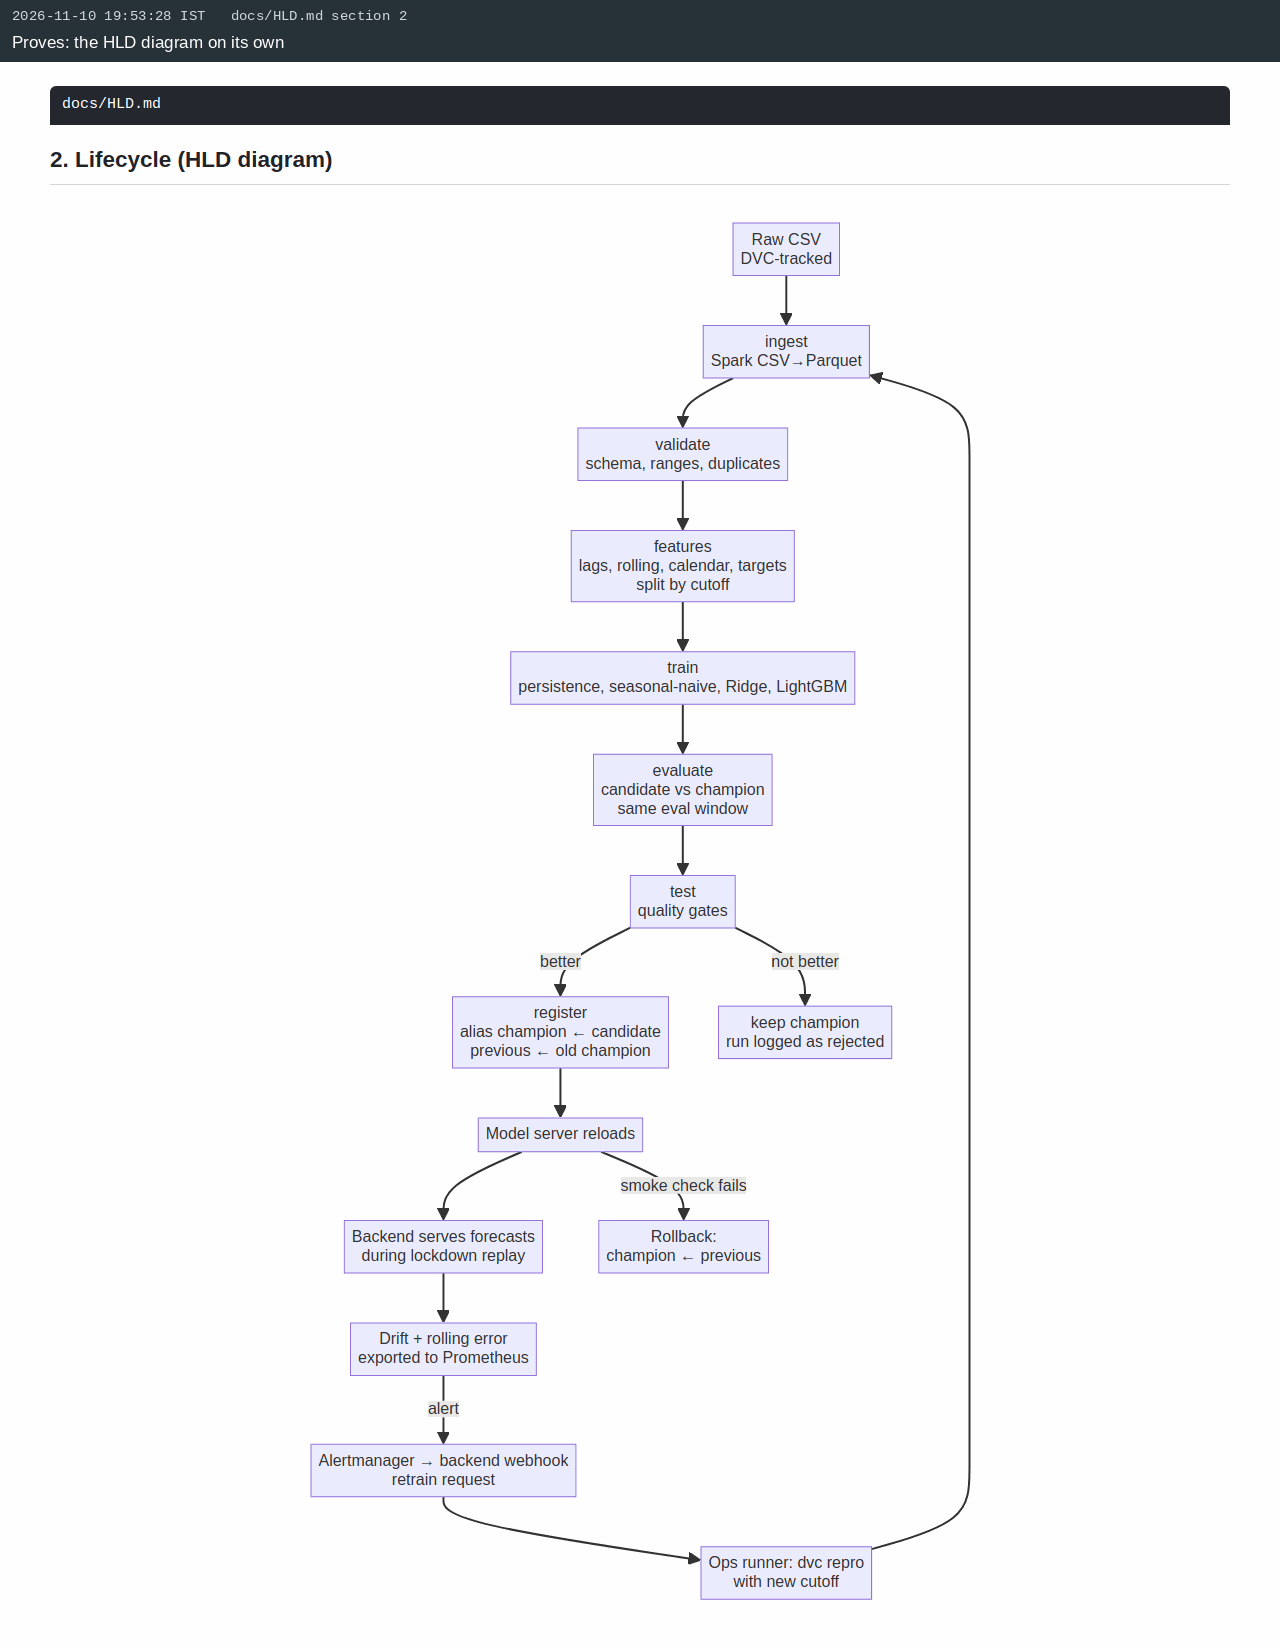 2026-11-10 19:53:28 IST   docs/HLD.md section 2
Proves: the HLD diagram on its own
docs/HLD.md
2. Lifecycle (HLD diagram)
Raw CSV
DVC-tracked
ingest
Spark CSV→Parquet
validate
schema, ranges, duplicates
features
lags, rolling, calendar, targets
split by cutoff
train
persistence, seasonal-naive, Ridge, LightGBM
evaluate
candidate vs champion
same eval window
test
quality gates
better
not better
register
alias champion ← candidate
previous ← old champion
keep champion
run logged as rejected
Model server reloads
smoke check fails
Backend serves forecasts
during lockdown replay
Rollback:
champion ← previous
Drift + rolling error
exported to Prometheus
alert
Alertmanager → backend webhook
retrain request
Ops runner: dvc repro
with new cutoff